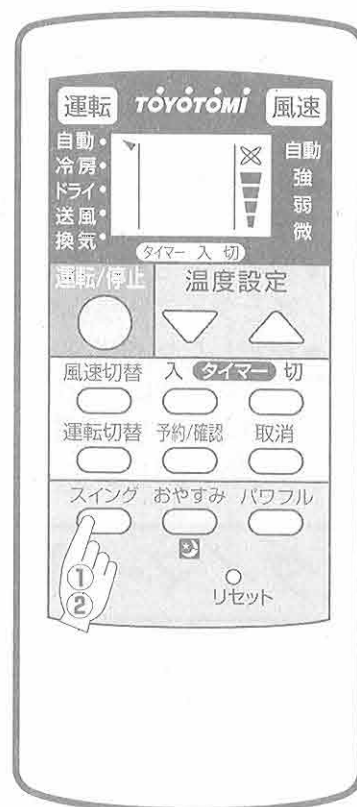 運転 TOYOTOMI 風速
自動
冷房
ドライ
送風
換気
自動
強
弱
微
タイマー 入 切
運転/停止 温度設定
風速切替 入 タイマー 切
運転切替 予約/確認 取消
スイング おやすみ パワフル
①
②
リセット